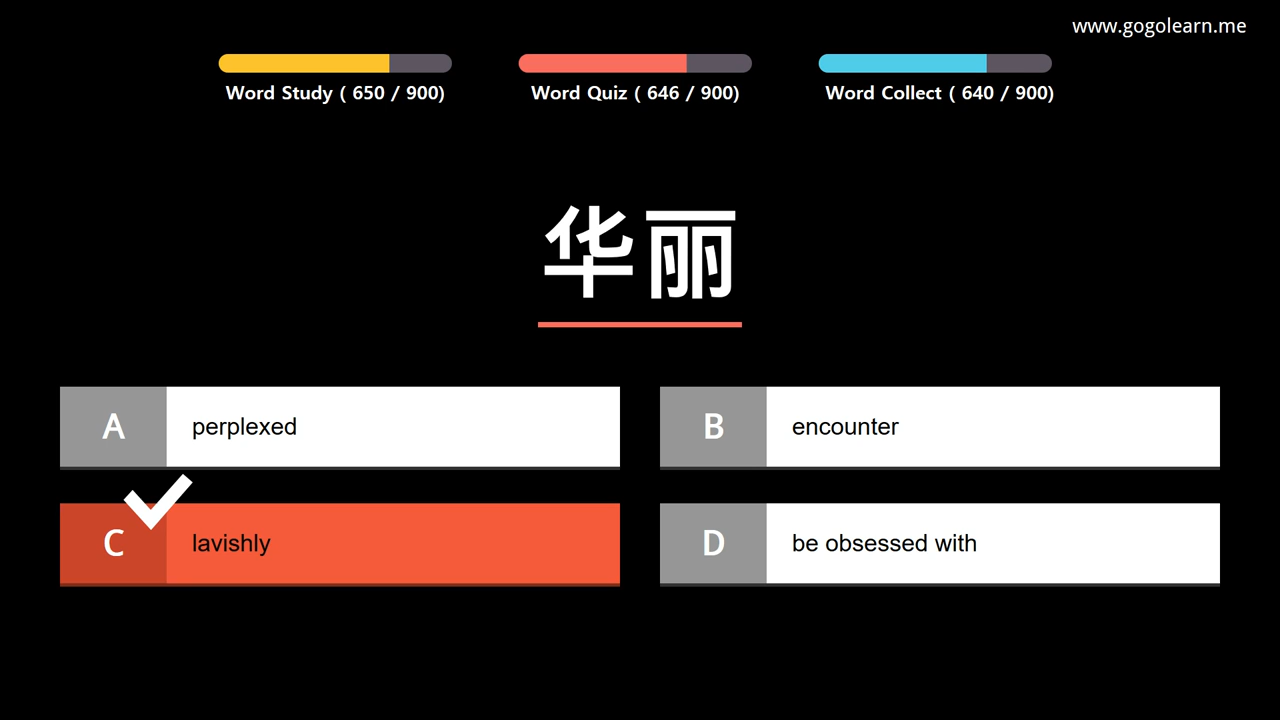 www.gogolearn.me
Word Study ( 650 / 900)
Word Quiz ( 646 / 900)
Word Collect ( 640 / 900)
华丽
A perplexed
B encounter
C lavishly
D be obsessed with